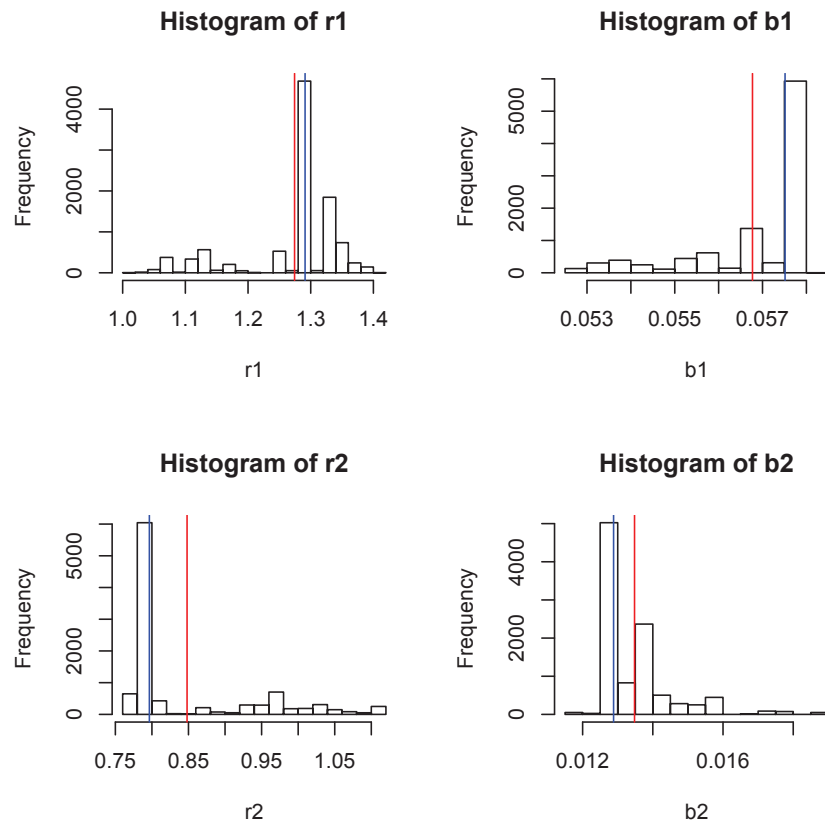 Histogram of r1
Frequency
0 2000 4000
1.0 1.1 1.2 1.3 1.4
r1
Histogram of b1
Frequency
0 2000 5000
0.053 0.055 0.057
b1
Histogram of r2
Frequency
0 2000 5000
0.75 0.85 0.95 1.05
r2
Histogram of b2
Frequency
0 2000 4000
0.012 0.016
b2